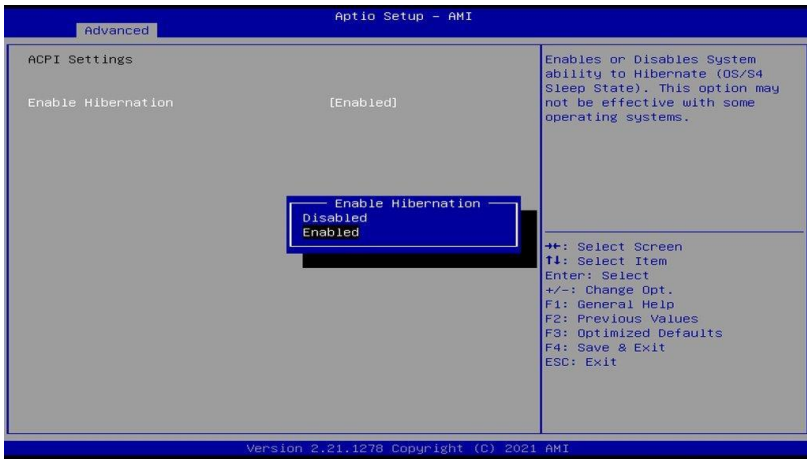 Aptio Setup – AMI
Advanced
ACPI Settings
Enable Hibernation [Enabled]
Enable Hibernation
Disabled
Enabled
Enables or Disables System
ability to Hibernate (OS/S4
Sleep State). This option may
not be effective with some
operating systems.
→←: Select Screen
↑↓: Select Item
Enter: Select
+/-: Change Opt.
F1: General Help
F2: Previous Values
F3: Optimized Defaults
F4: Save & Exit
ESC: Exit
Version 2.21.1278 Copyright (C) 2021 AMI